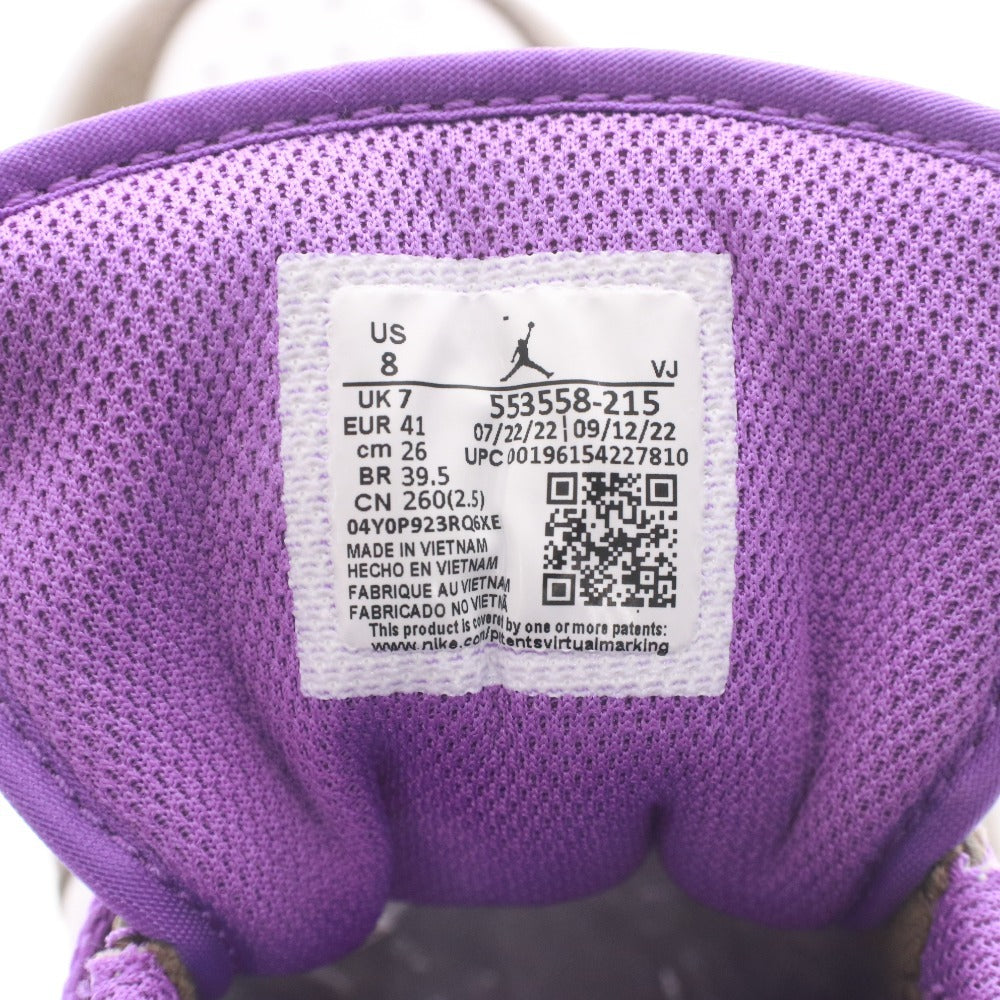 US
8
VJ
UK 7
EUR 41
cm 26
BR 39.5
CN 260(2.5)
553558-215
07/22/22 | 09/12/22
UPC 00196154227810
04Y0P923RQ6XE
MADE IN VIETNAM
HECHO EN VIETNAM
FABRIQUE AU VIETNAM
FABRICADO NO VIETNÃ
This product is covered by one or more patents:
www.nike.com/patentsvirtualmarking